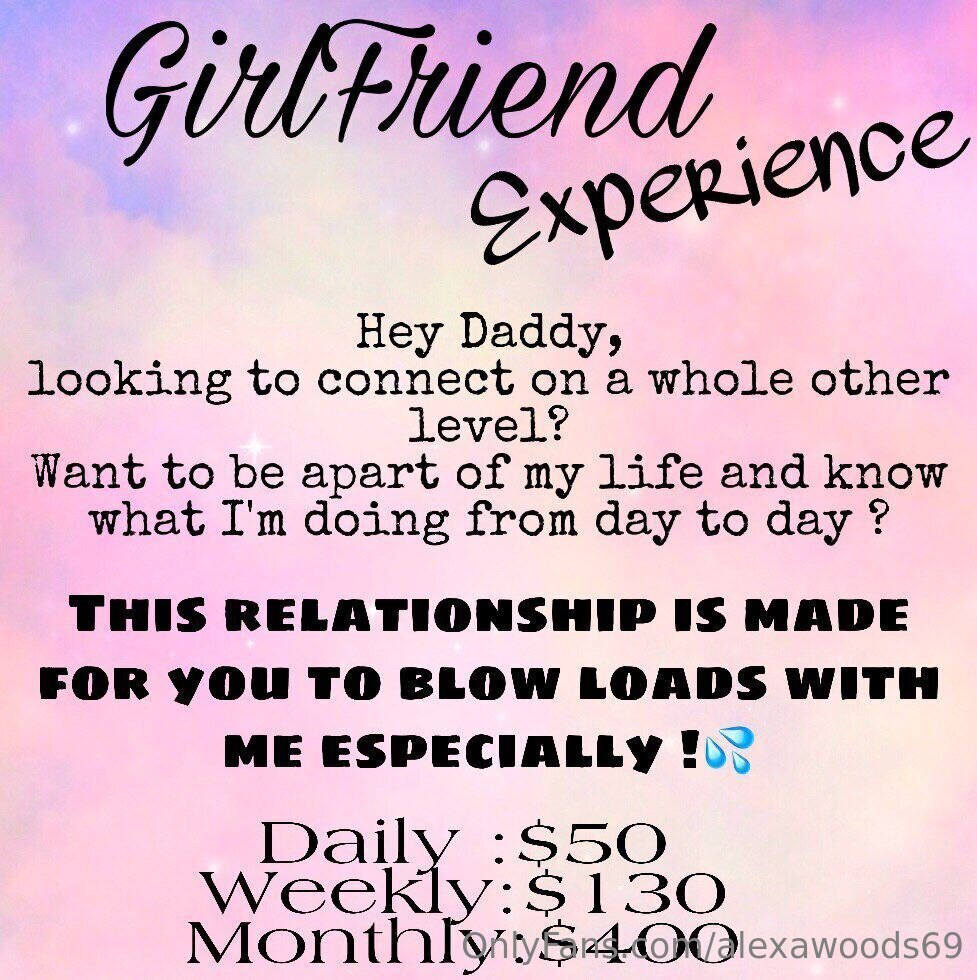 GirlFriend
Experience
Hey Daddy,
looking to connect on a whole other
level?
Want to be apart of my life and know
what I'm doing from day to day ?
THIS RELATIONSHIP IS MADE
FOR YOU TO BLOW LOADS WITH
ME ESPECIALLY !💦
Daily :$50
Weekly:$130
Monthly:$400
OnlyFans.com/alexawoods69